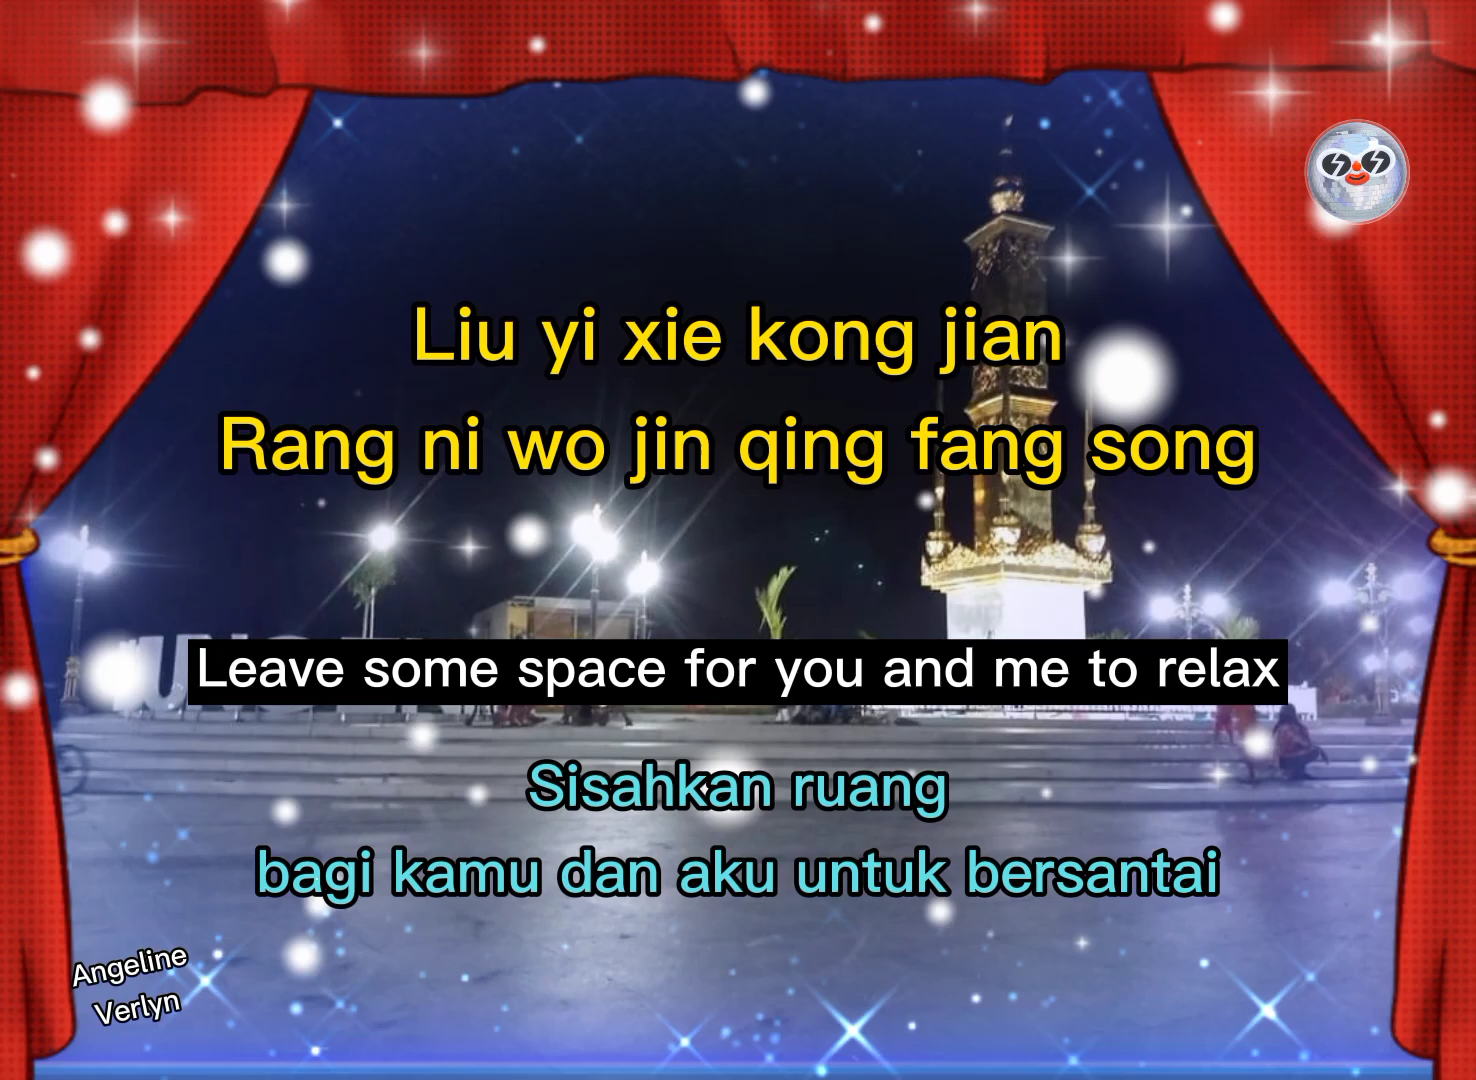 Liu yi xie kong jian
Rang ni wo jin qing fang song
Leave some space for you and me to relax
Sisahkan ruang
bagi kamu dan aku untuk bersantai
Angeline
Verlyn